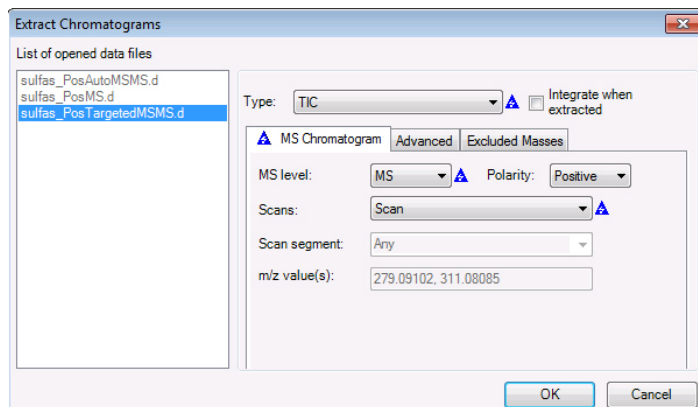 Extract Chromatograms
List of opened data files
sulfas_PosAutoMSMS.d
sulfas_PosMS.d
sulfas_PosTargetedMSMS.d
Type: TIC Integrate when extracted
MS Chromatogram Advanced Excluded Masses
MS level: MS Polarity: Positive
Scans: Scan
Scan segment: Any
m/z value(s): 279.09102, 311.08085
OK Cancel